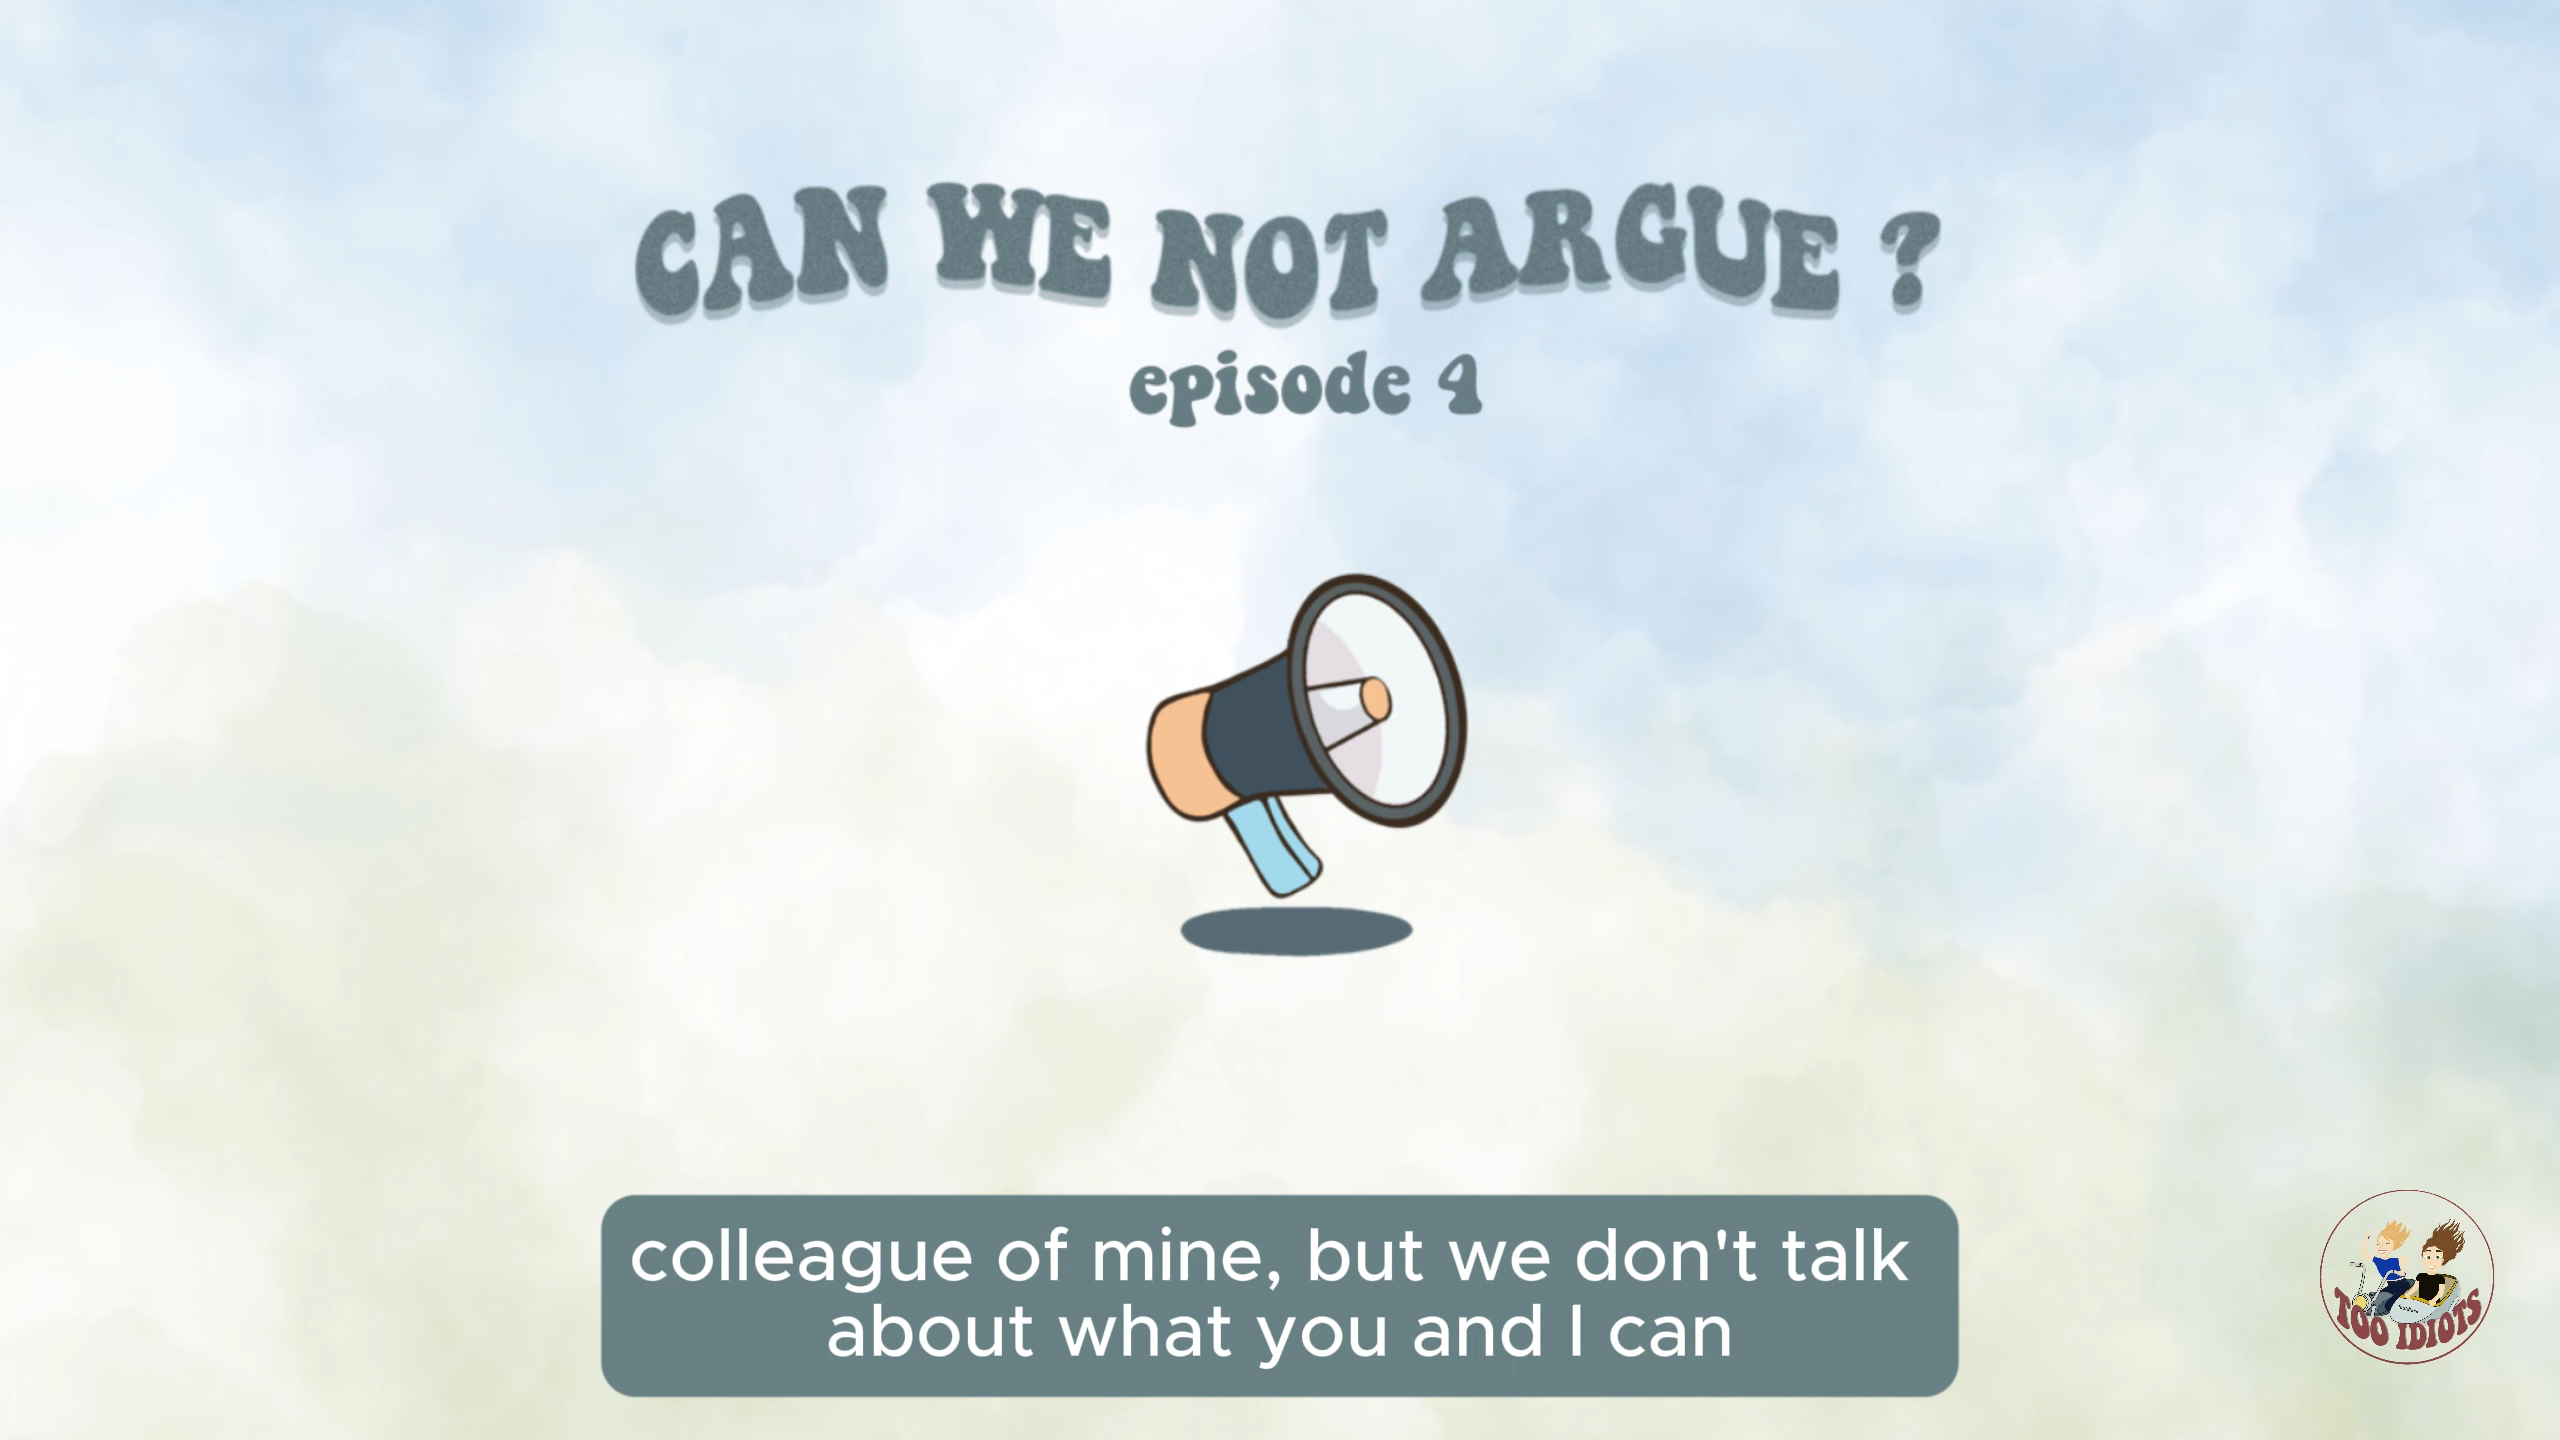 CAN WE NOT ARGUE ?
episode 4
colleague of mine, but we don't talk
about what you and I can
TOO IDIOTS